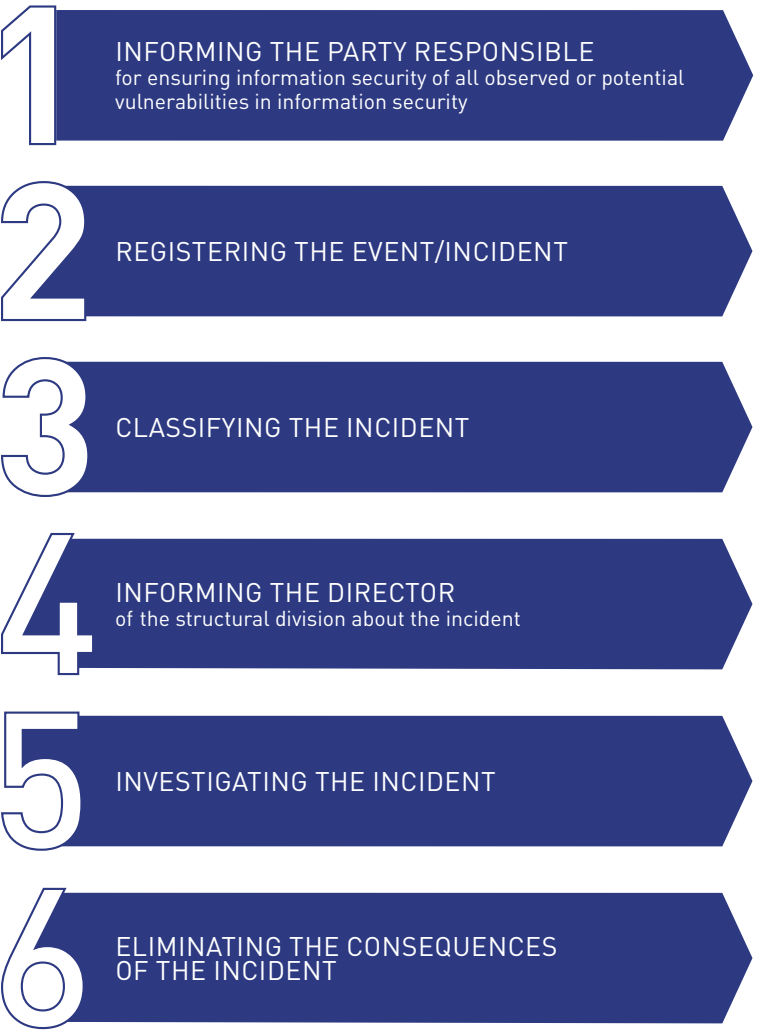 1
INFORMING THE PARTY RESPONSIBLE
for ensuring information security of all observed or potential
vulnerabilities in information security
2
REGISTERING THE EVENT/INCIDENT
3
CLASSIFYING THE INCIDENT
4
INFORMING THE DIRECTOR
of the structural division about the incident
5
INVESTIGATING THE INCIDENT
6
ELIMINATING THE CONSEQUENCES
OF THE INCIDENT